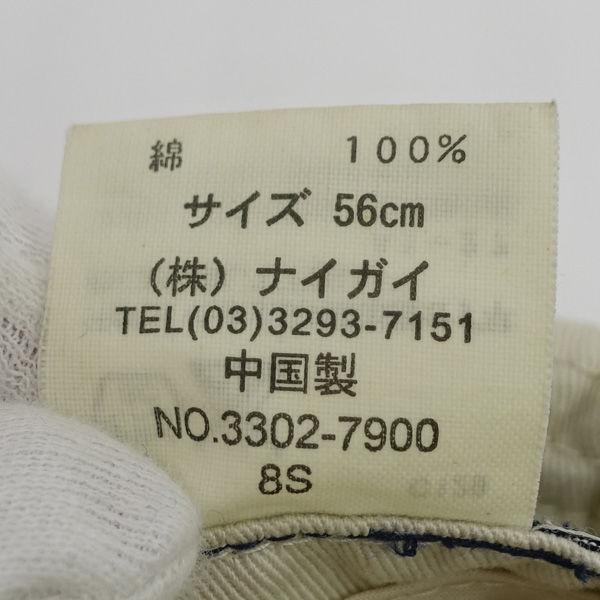 綿 100%
サイズ 56cm
(株) ナイガイ
TEL(03)3293-7151
中国製
NO.3302-7900
8S